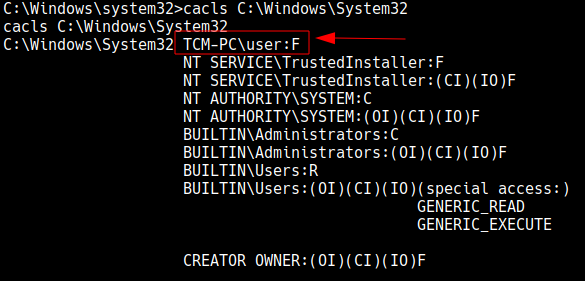 C:\Windows\system32>cacls C:\Windows\System32
cacls C:\Windows\System32
C:\Windows\System32 TCM-PC\user:F
NT SERVICE\TrustedInstaller:F
NT SERVICE\TrustedInstaller:(CI)(IO)F
NT AUTHORITY\SYSTEM:C
NT AUTHORITY\SYSTEM:(OI)(CI)(IO)F
BUILTIN\Administrators:C
BUILTIN\Administrators:(OI)(CI)(IO)F
BUILTIN\Users:R
BUILTIN\Users:(OI)(CI)(IO)(special access:)
GENERIC_READ
GENERIC_EXECUTE
CREATOR OWNER:(OI)(CI)(IO)F